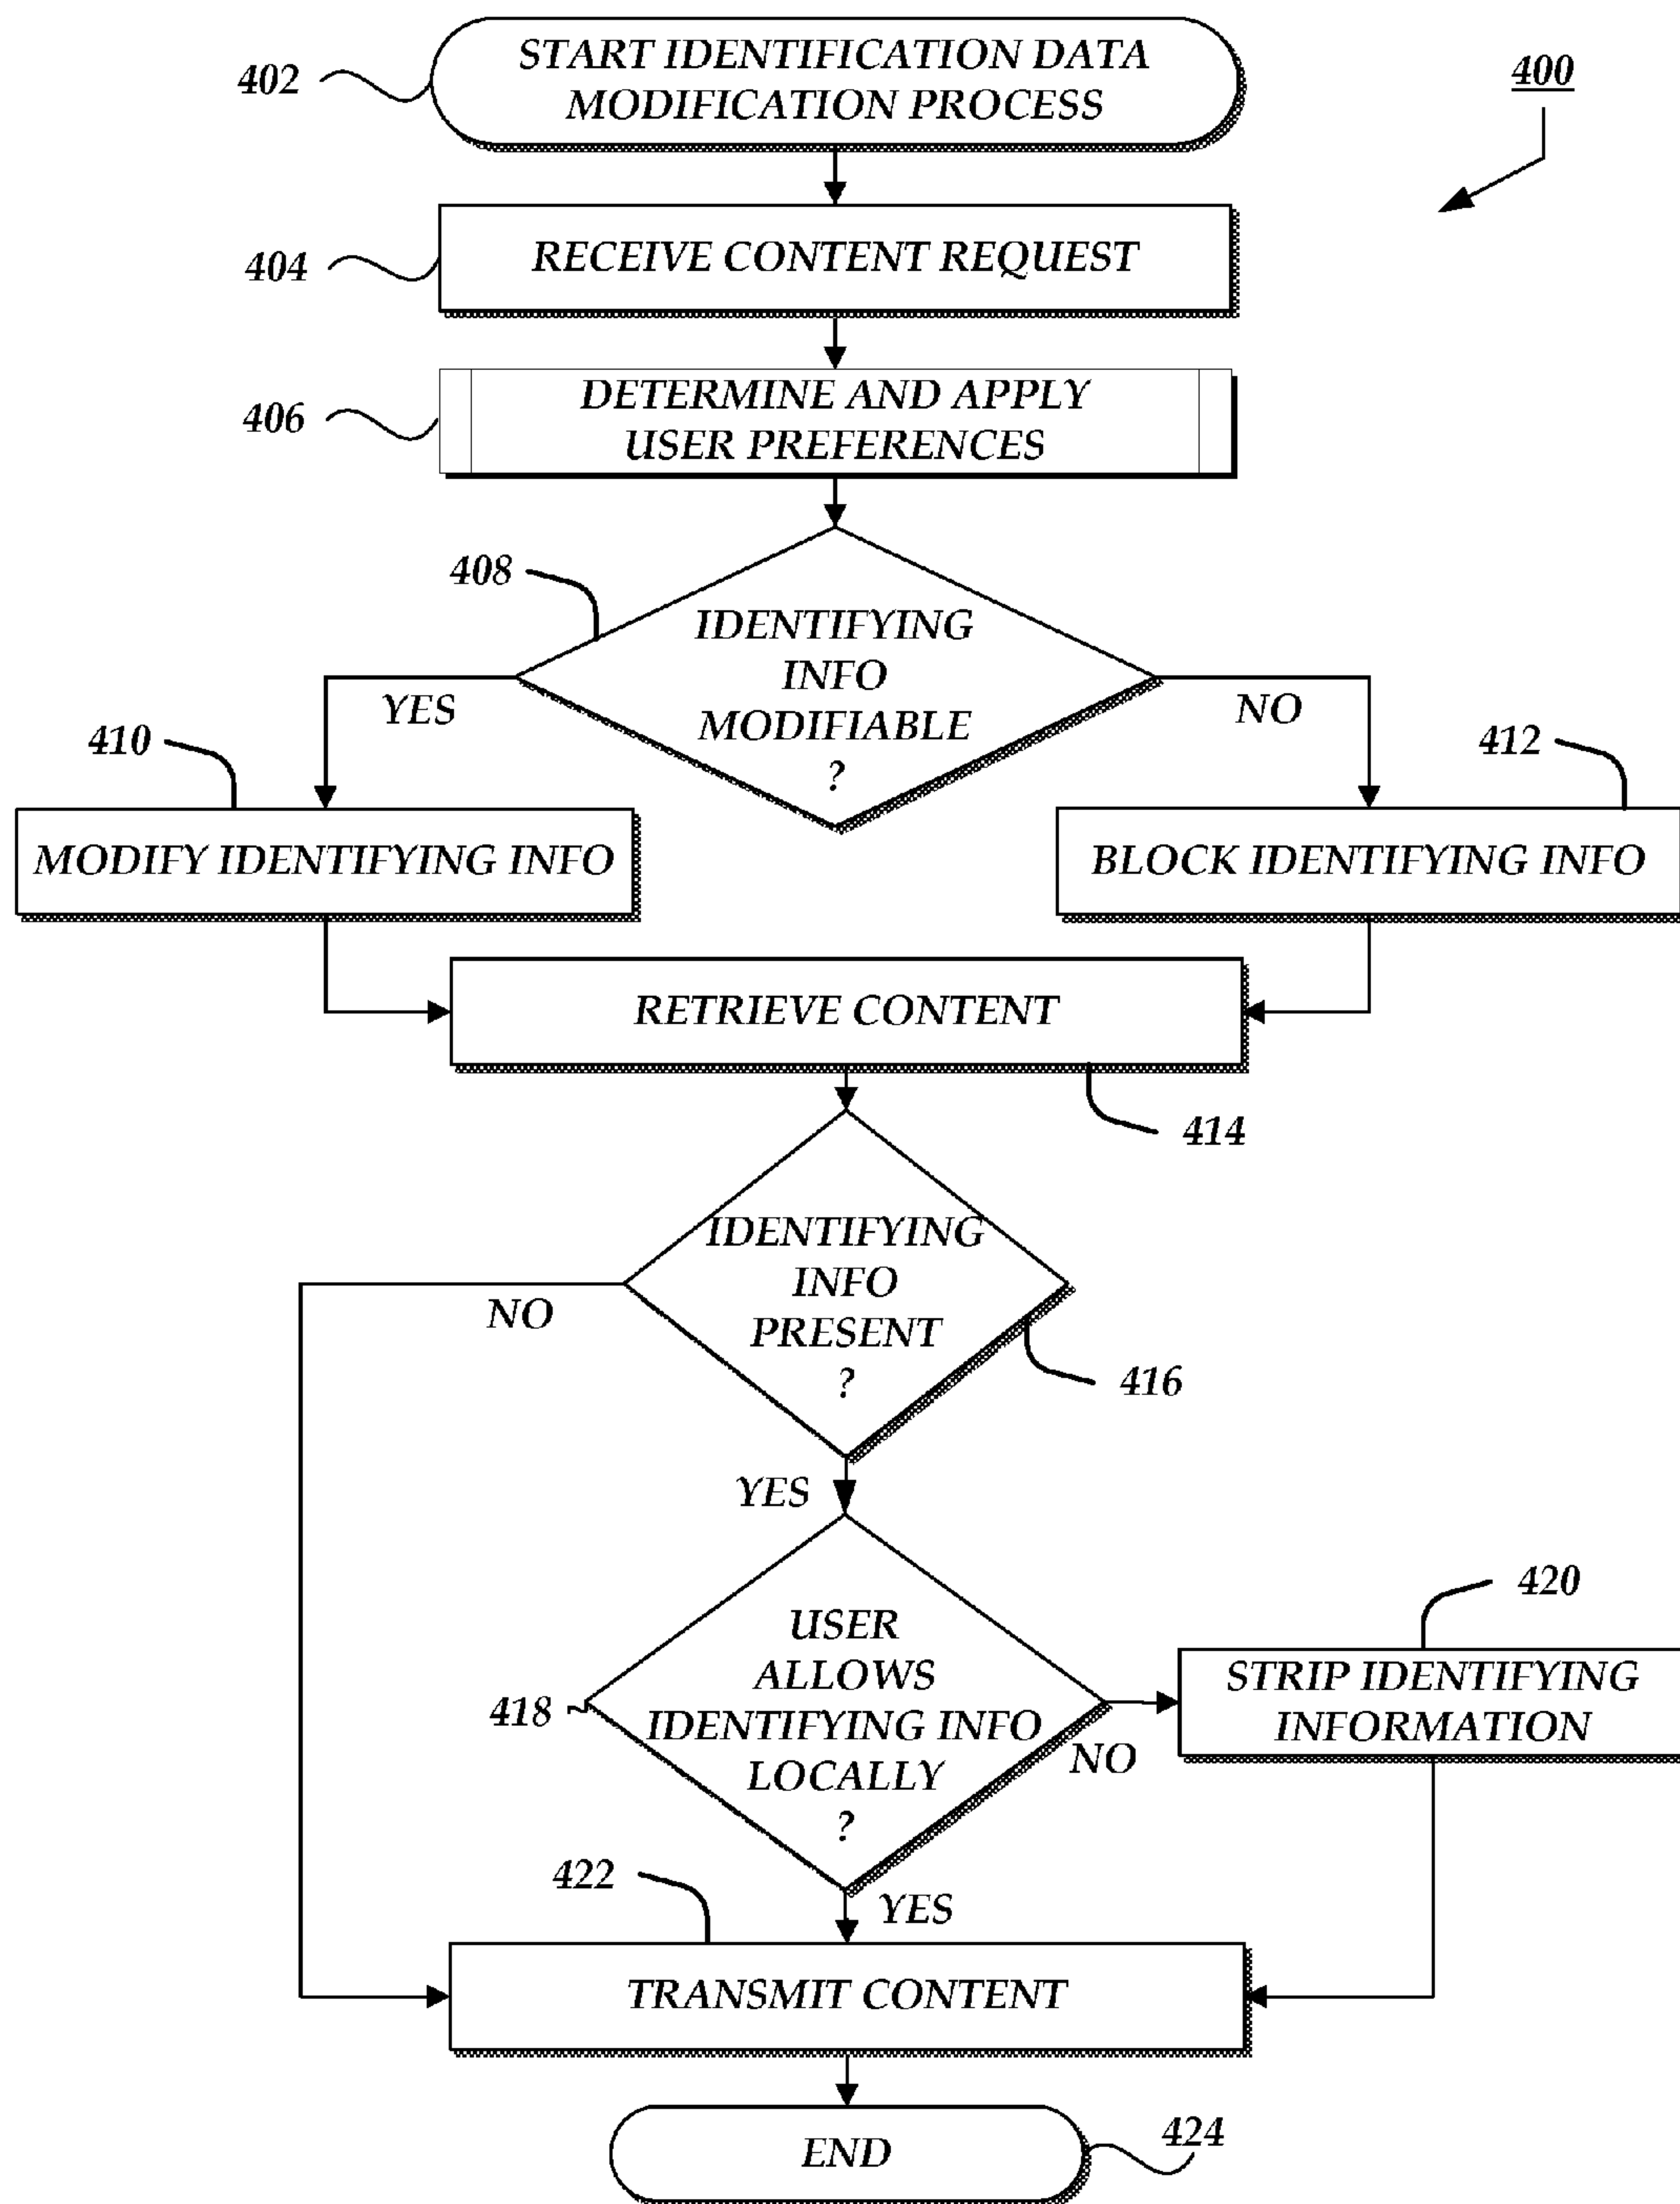 402
START IDENTIFICATION DATA
MODIFICATION PROCESS
400
404
RECEIVE CONTENT REQUEST
406
DETERMINE AND APPLY
USER PREFERENCES
408
IDENTIFYING
INFO
MODIFIABLE
?
YES
NO
410
412
MODIFY IDENTIFYING INFO
BLOCK IDENTIFYING INFO
RETRIEVE CONTENT
414
IDENTIFYING
INFO
PRESENT
?
NO
416
YES
418
USER
ALLOWS
IDENTIFYING INFO
LOCALLY
?
NO
420
STRIP IDENTIFYING
INFORMATION
422
YES
TRANSMIT CONTENT
END
424